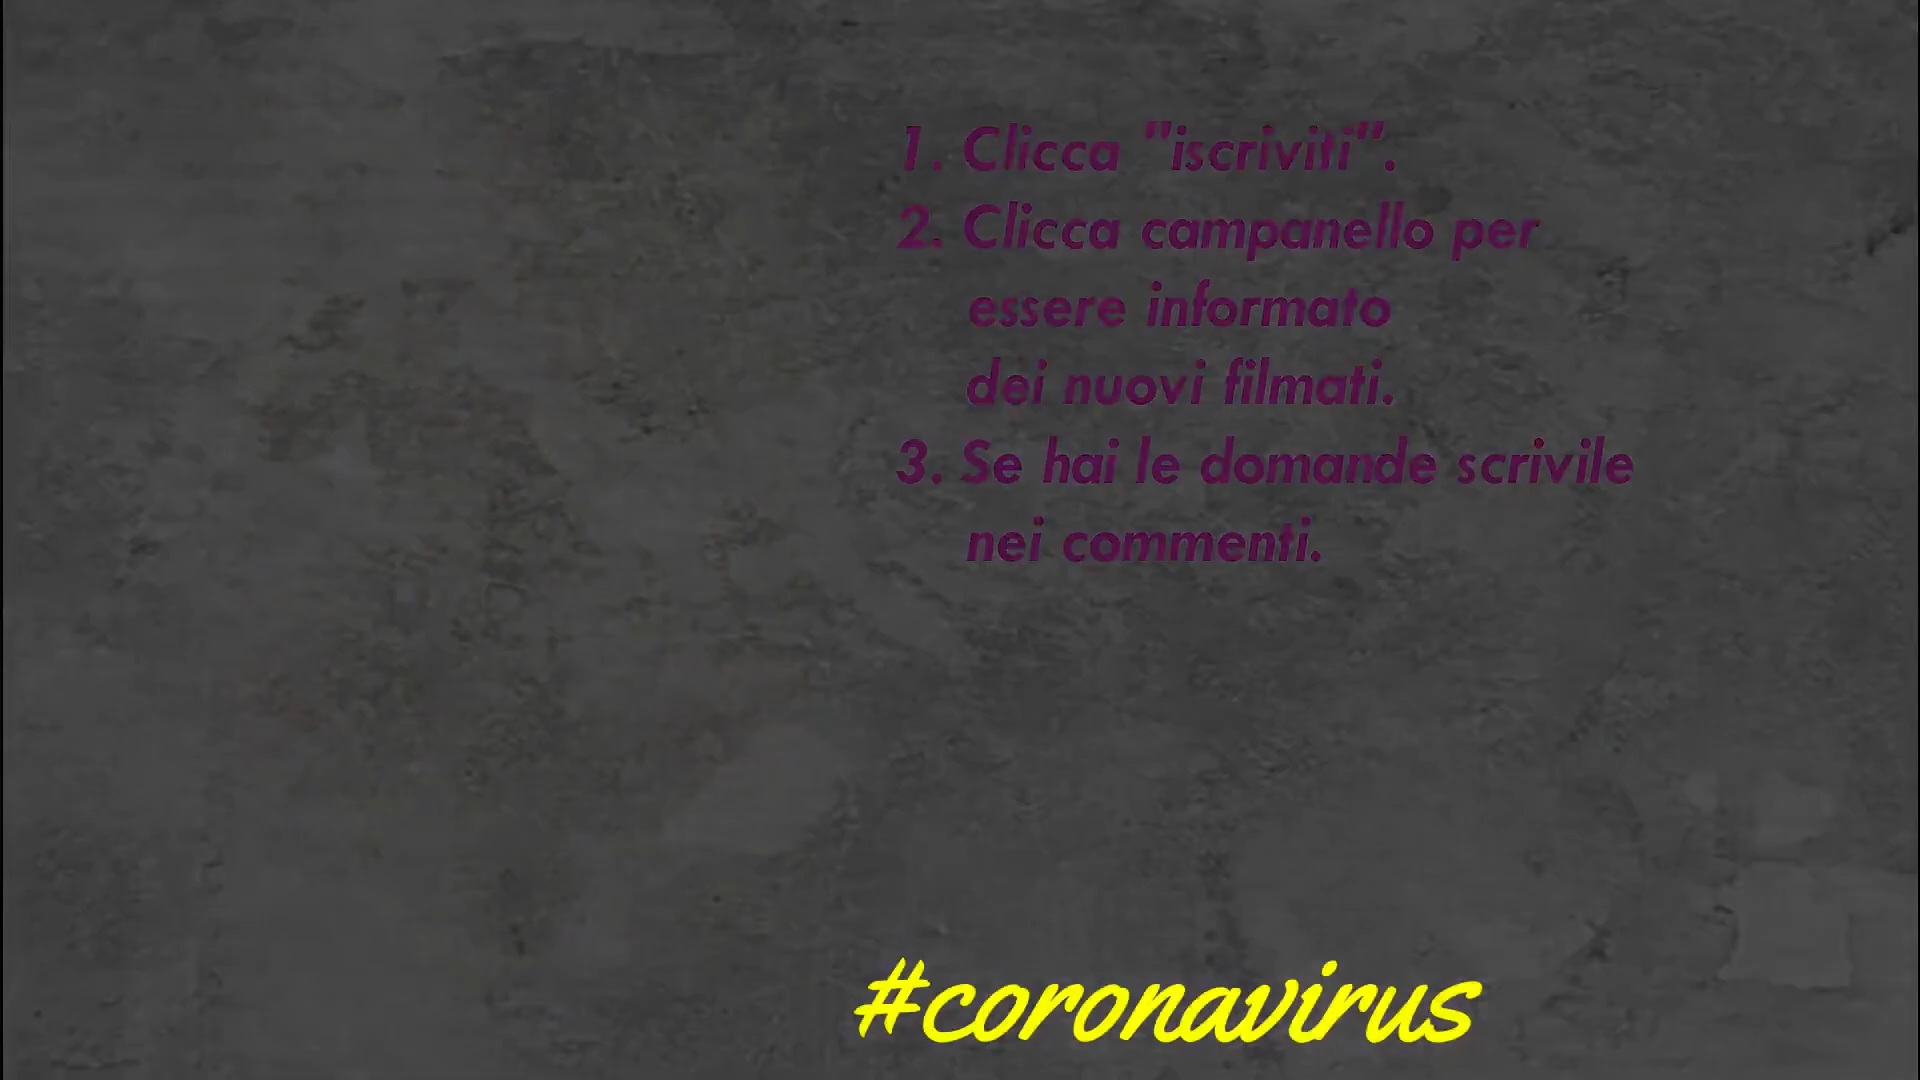 1. Clicca "iscriviti".
2. Clicca campanello per
essere informato
dei nuovi filmati.
3. Se hai le domande scrivile
nei commenti.
#coronavirus